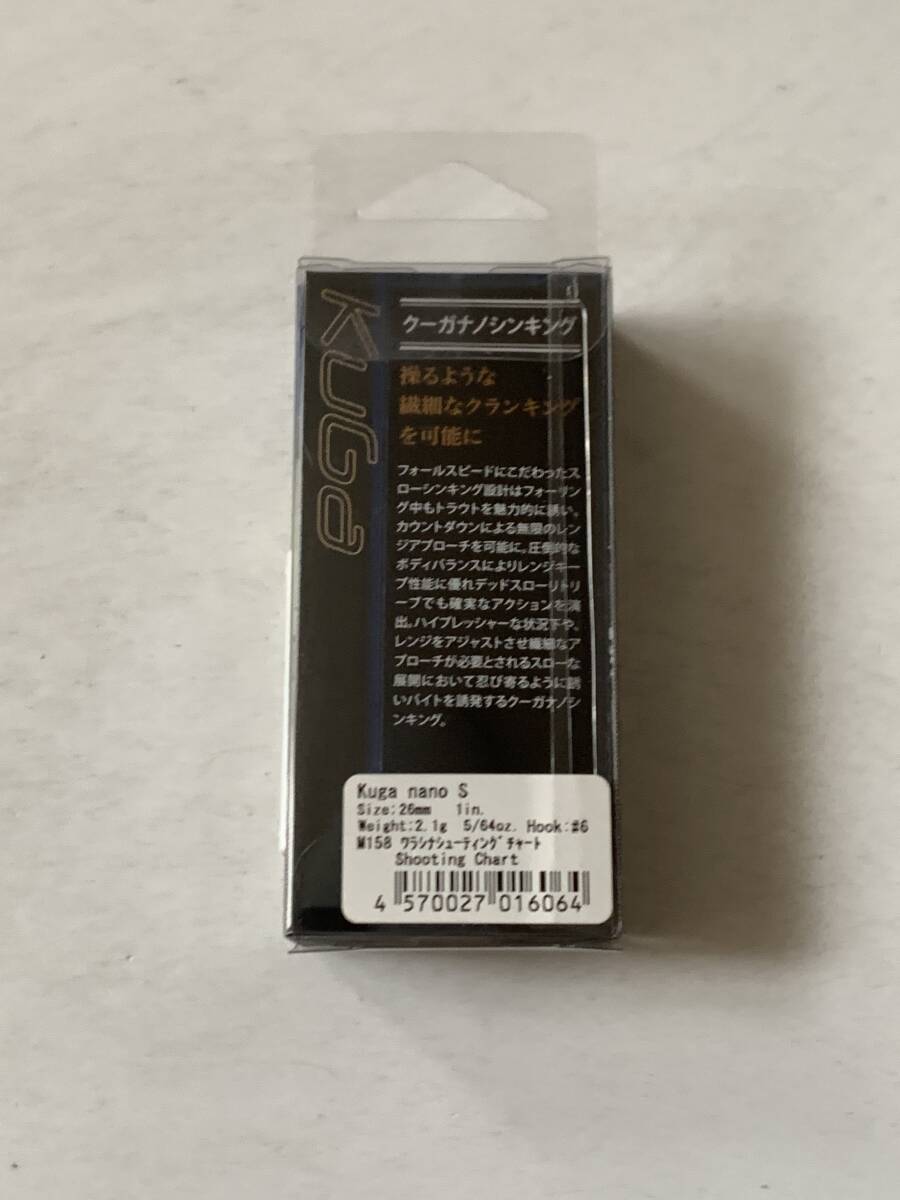 KUGa
クーガナノシンキング
操るような
繊細なクランキング
を可能に
フォールスピードにこだわったス
ローシンキング設計はフォーリン
グ中もトラウトを魅力的に誘い。
カウントダウンによる無限のレン
ジアプローチを可能に。圧倒的な
ボディバランスによりレンジキー
プ性能に優れデッドスローリトリ
ーブでも確実なアクションを演
出。ハイプレッシャーな状況下や、
レンジをアジャストさせ繊細なア
プローチが必要とされるスローな
展開において忍び寄るように誘
いバイトを誘発するクーガナノシ
ンキング。
Kuga nano S
Size:26mm 1in.
Weight:2.1g 5/64oz. Hook:#6
M158 ワラシナシューティングチャート
Shooting Chart
4 570027 016064